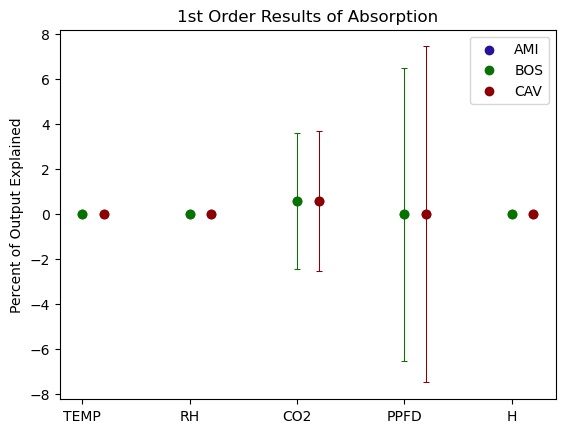 1st Order Results of Absorption
Percent of Output Explained
8
6
4
2
0
−2
−4
−6
−8
AMI
BOS
CAV
TEMP
RH
CO2
PPFD
H